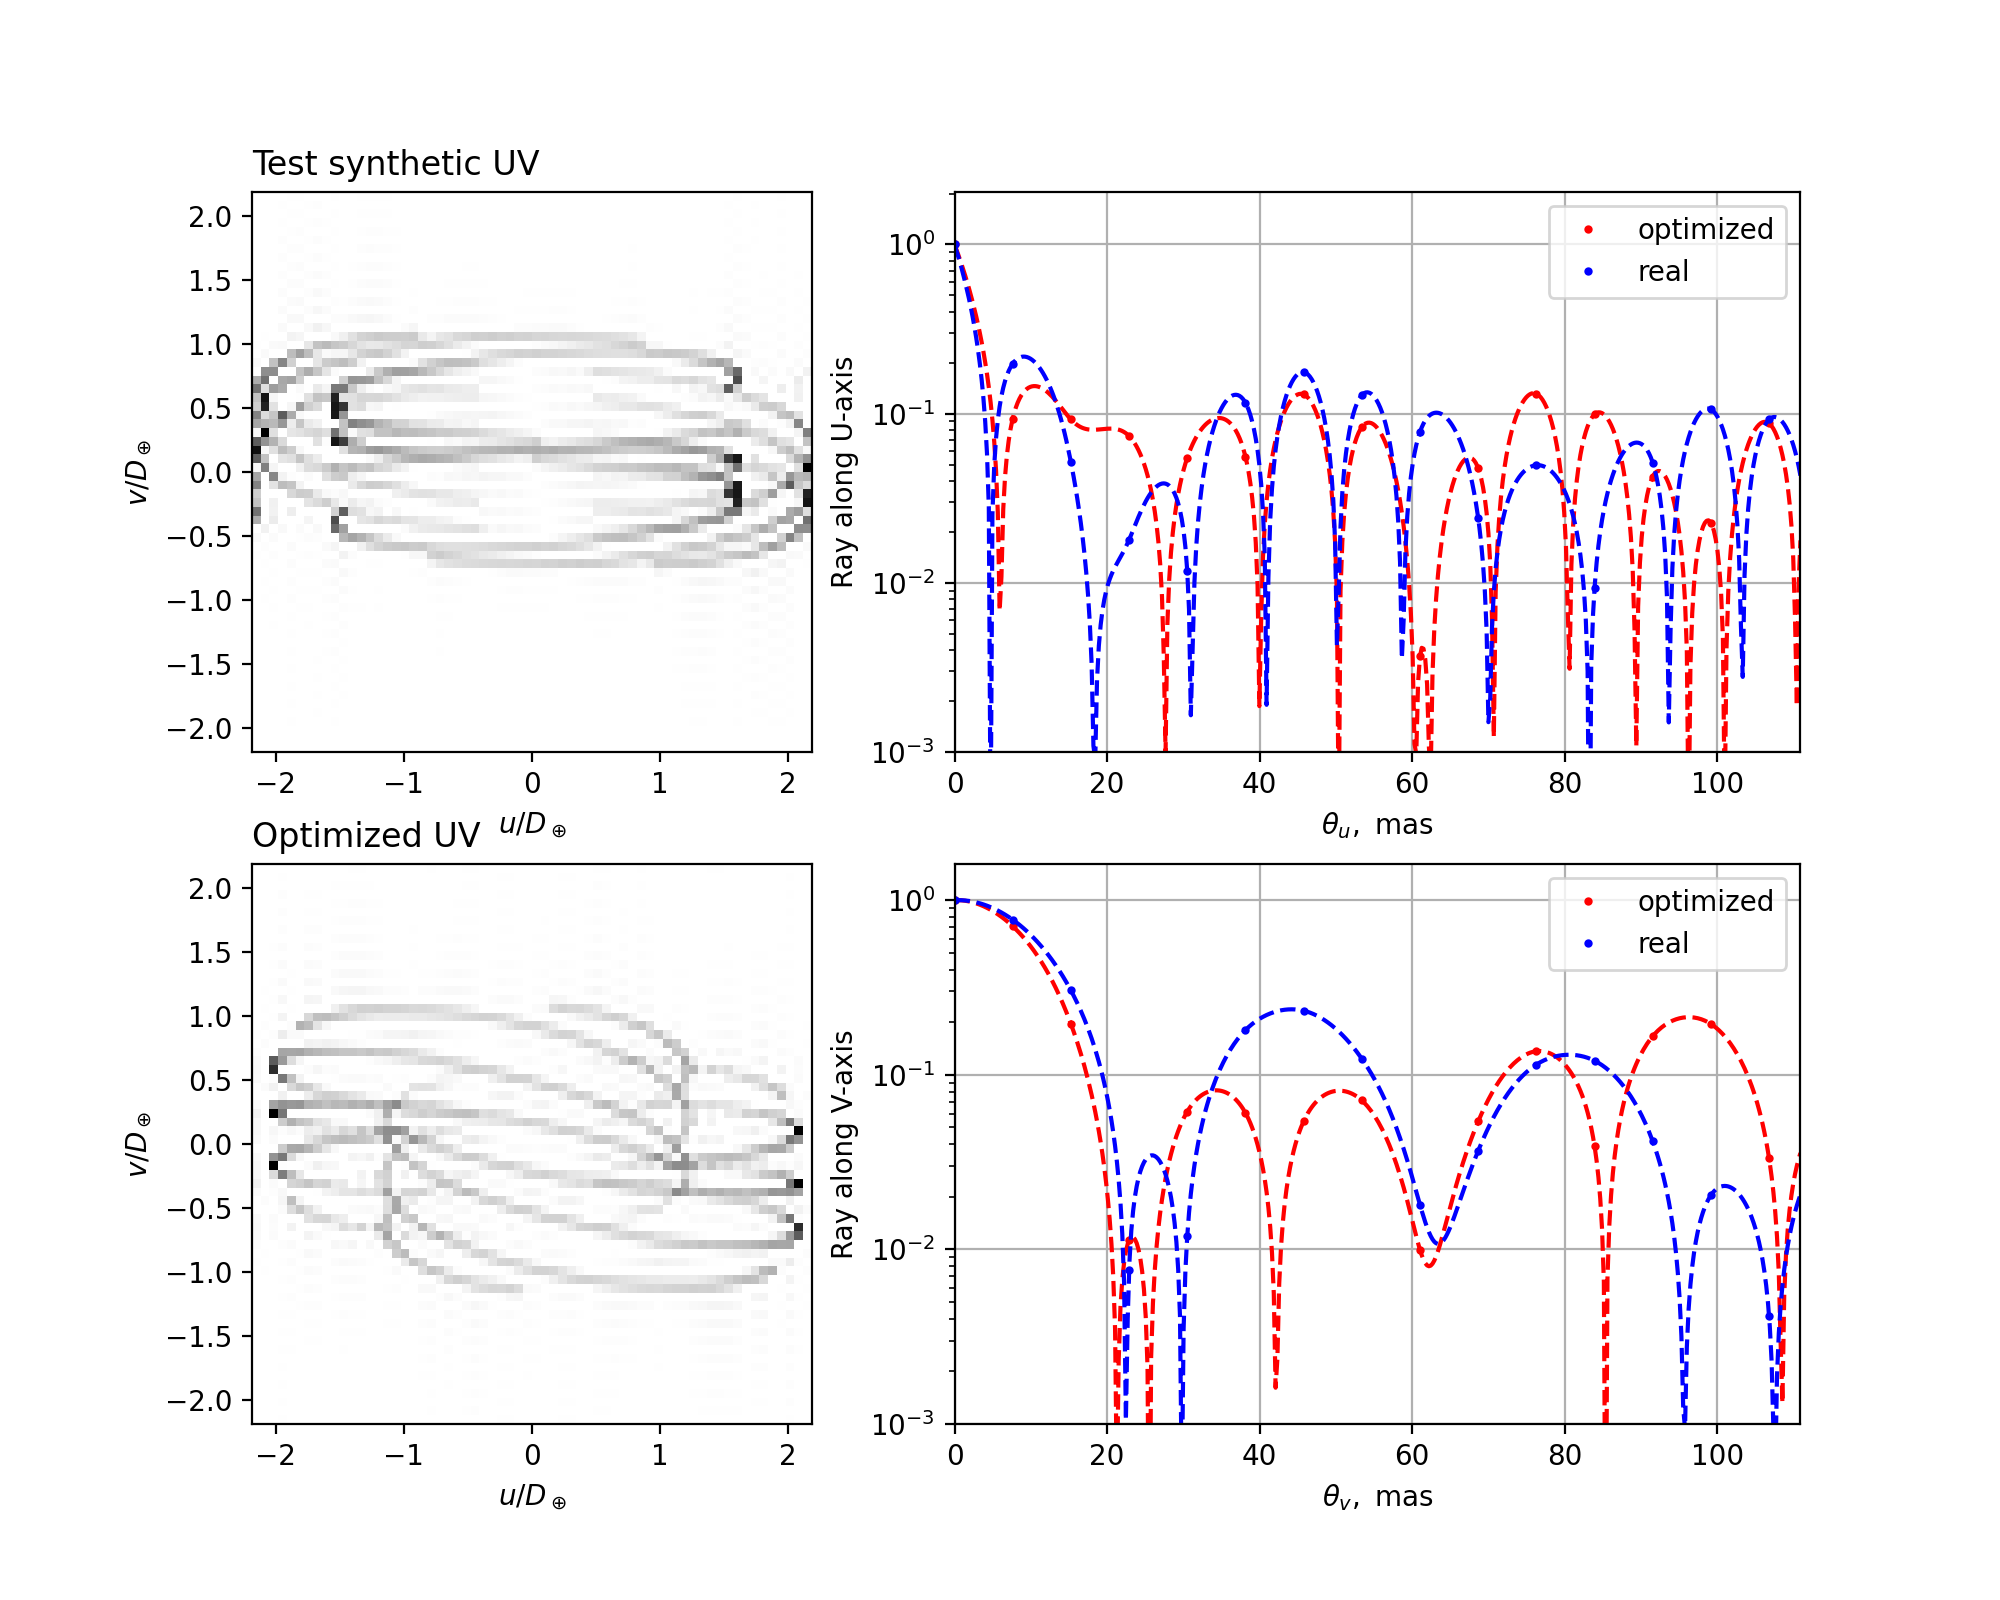 Test synthetic UV
2.0
1.5
1.0
0.5
0.0
−0.5
−1.0
−1.5
−2.0
v/D⊕
−2 −1 0 1 2
u/D⊕
10⁰
10⁻¹
10⁻²
10⁻³
Ray along U-axis
optimized
real
0 20 40 60 80 100
θᵤ, mas
Optimized UV
2.0
1.5
1.0
0.5
0.0
−0.5
−1.0
−1.5
−2.0
v/D⊕
−2 −1 0 1 2
u/D⊕
10⁰
10⁻¹
10⁻²
10⁻³
Ray along V-axis
optimized
real
0 20 40 60 80 100
θᵥ, mas